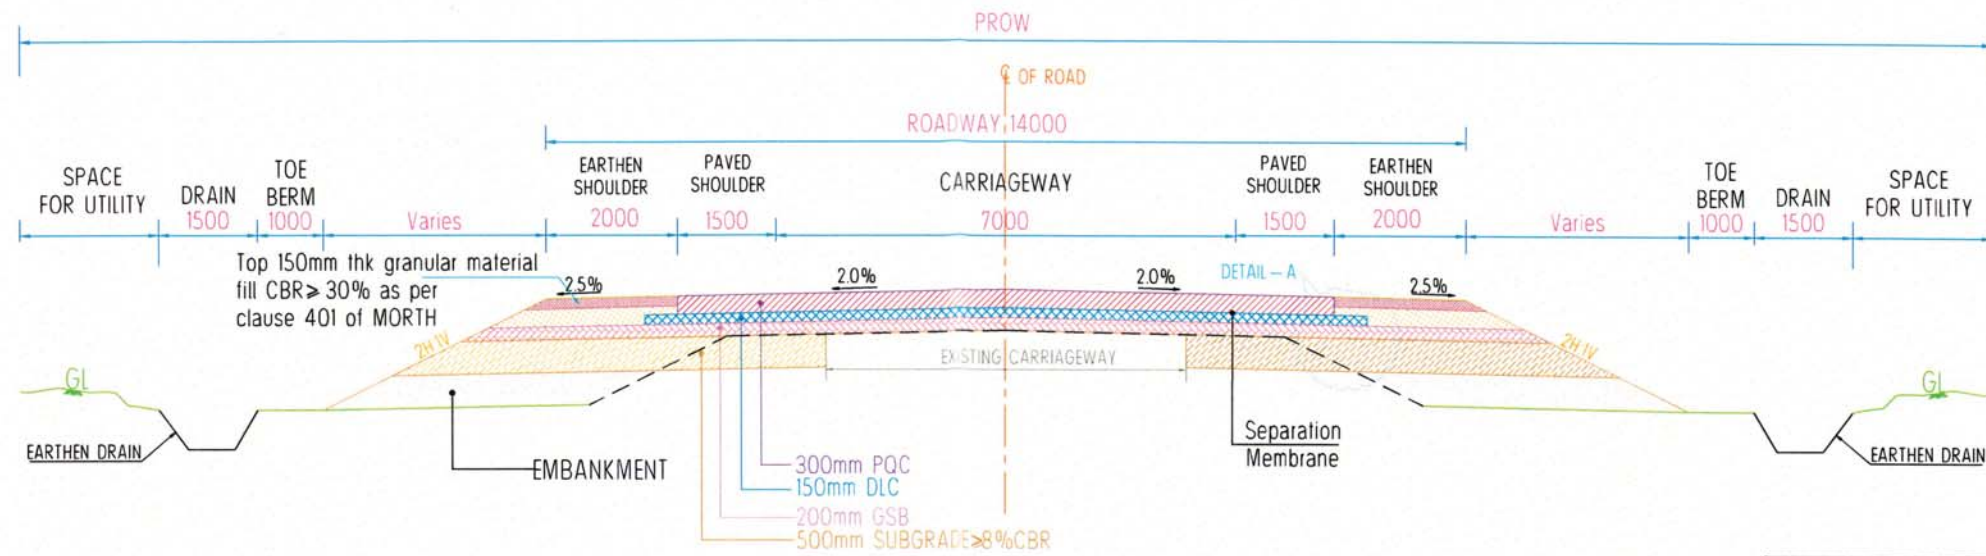 PROW
℄ OF ROAD
ROADWAY 14000
SPACE
FOR UTILITY
DRAIN
1500
TOE
BERM
1000
Varies
EARTHEN
SHOULDER
2000
PAVED
SHOULDER
1500
CARRIAGEWAY
7000
PAVED
SHOULDER
1500
EARTHEN
SHOULDER
2000
Varies
TOE
BERM
1000
DRAIN
1500
SPACE
FOR UTILITY
Top 150mm thk granular material
fill CBR≥ 30% as per
clause 401 of MORTH
2.5%
2.0%
2.0%
DETAIL – A
2.5%
2H 1V
2H 1V
EXISTING CARRIAGEWAY
GL
GL
EARTHEN DRAIN
EMBANKMENT
Separation
Membrane
EARTHEN DRAIN
300mm PQC
150mm DLC
200mm GSB
500mm SUBGRADE≥8%CBR